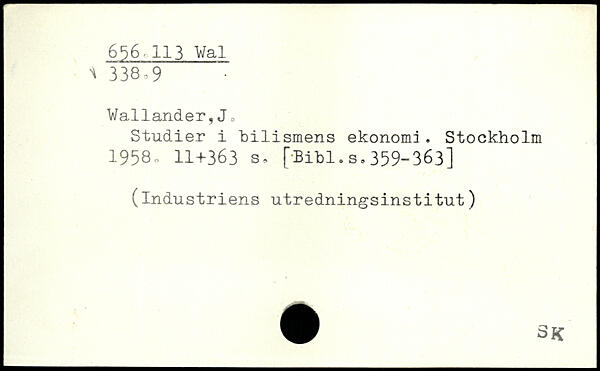 656.113 Wal
338.9
Wallander,J.
Studier i bilismens ekonomi. Stockholm
1958. 11+363 s. [Bibl.s.359-363]
(Industriens utredningsinstitut)
SK